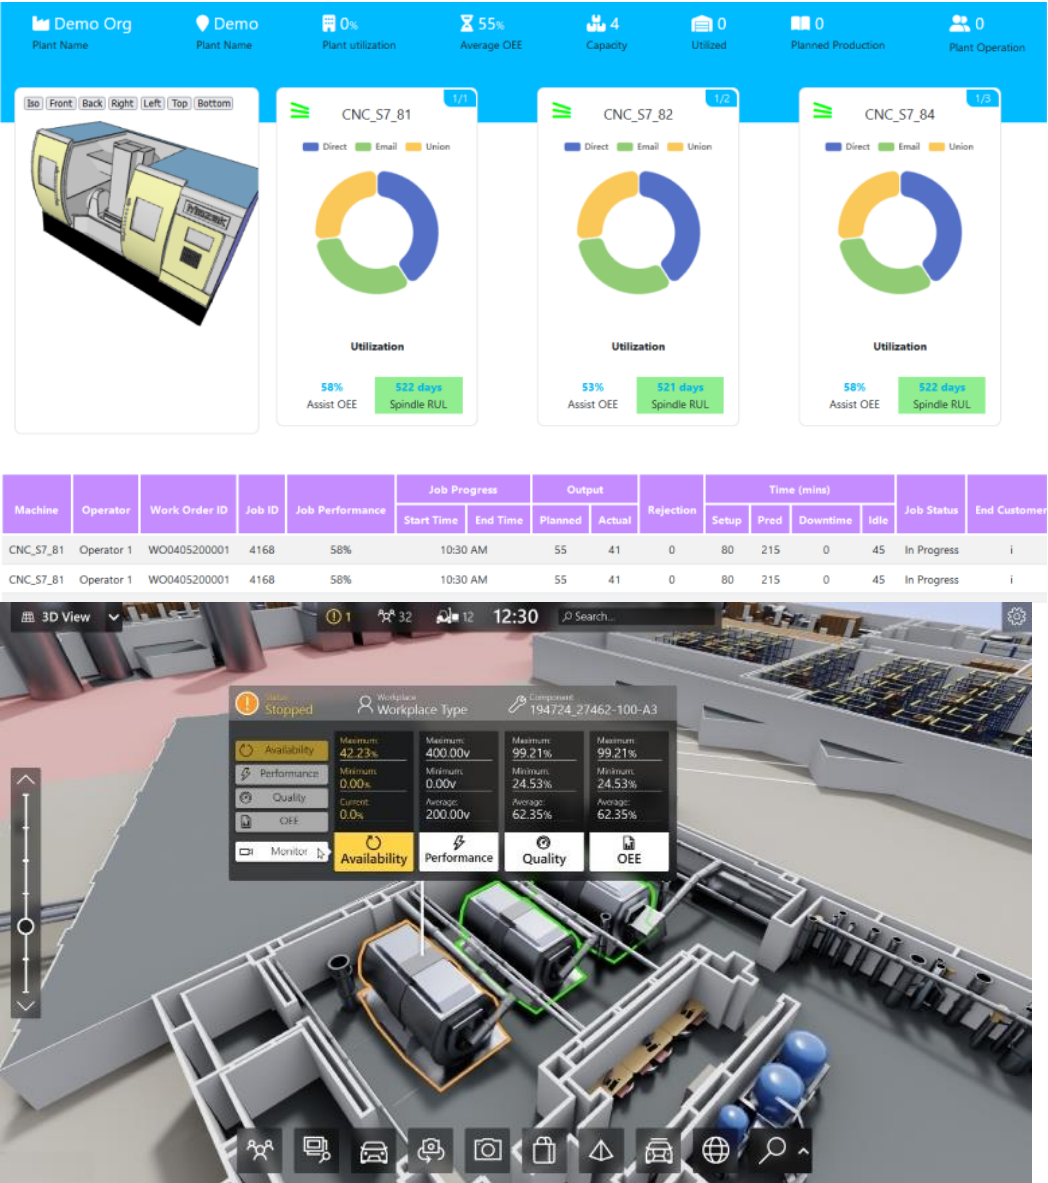 Demo Org Demo 0% 55% 4 0 0 0
Plant Name Plant Name Plant utilization Average OEE Capacity Utilized Planned Production Plant Operation
Iso Front Back Right Left Top Bottom
1/1
CNC_S7_81
Direct Email Union
Utilization
58% 522 days
Assist OEE Spindle RUL
1/2
CNC_S7_82
Direct Email Union
Utilization
53% 521 days
Assist OEE Spindle RUL
1/3
CNC_S7_84
Direct Email Union
Utilization
58% 522 days
Assist OEE Spindle RUL
Job Progress Output Time (mins)
Machine Operator Work Order ID Job ID Job Performance Rejection Job Status End Customer
Start Time End Time Planned Actual Setup Pred Downtime Idle
CNC_S7_81 Operator 1 WO0405200001 4168 58% 10:30 AM 55 41 0 80 215 0 45 In Progress i
CNC_S7_81 Operator 1 WO0405200001 4168 58% 10:30 AM 55 41 0 80 215 0 45 In Progress i
3D View 1 32 12 12:30 Search...
Status Workplace Component
Stopped Workplace Type 194724_27462-100-A3
Availability
Performance
Quality
OEE
Monitor
Maximum: Maximum: Maximum: Maximum:
42.23% 400.00v 99.21% 99.21%
Minimum: Minimum: Minimum: Minimum:
0.00% 0.00v 24.53% 24.53%
Current: Average: Average: Average:
0.0% 200.00v 62.35% 62.35%
Availability Performance Quality OEE